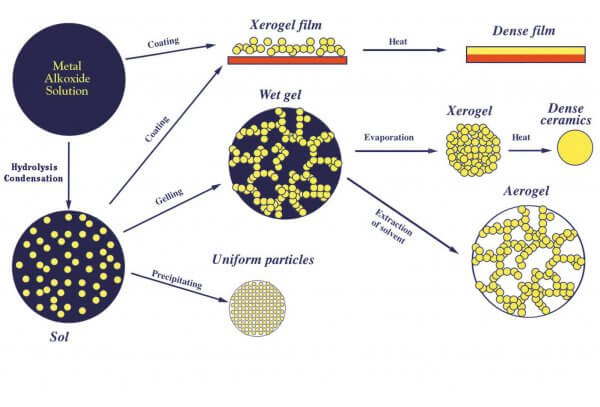 Xerogel film
Dense film
Coating
Heat
Metal
Alkoxide
Solution
Wet gel
Xerogel
Dense
ceramics
Coating
Evaporation
Heat
Hydrolysis
Condensation
Gelling
Extraction
of solvent
Aerogel
Uniform particles
Precipitating
Sol